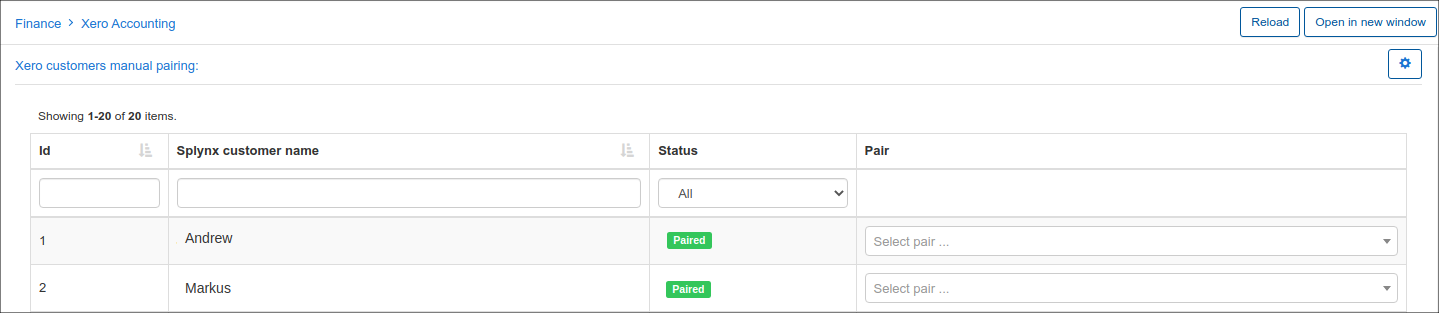 Finance > Xero Accounting Reload Open in new window
Xero customers manual pairing:
Showing 1-20 of 20 items.
Id Splynx customer name Status Pair
All
1 Andrew Paired Select pair ...
2 Markus Paired Select pair ...